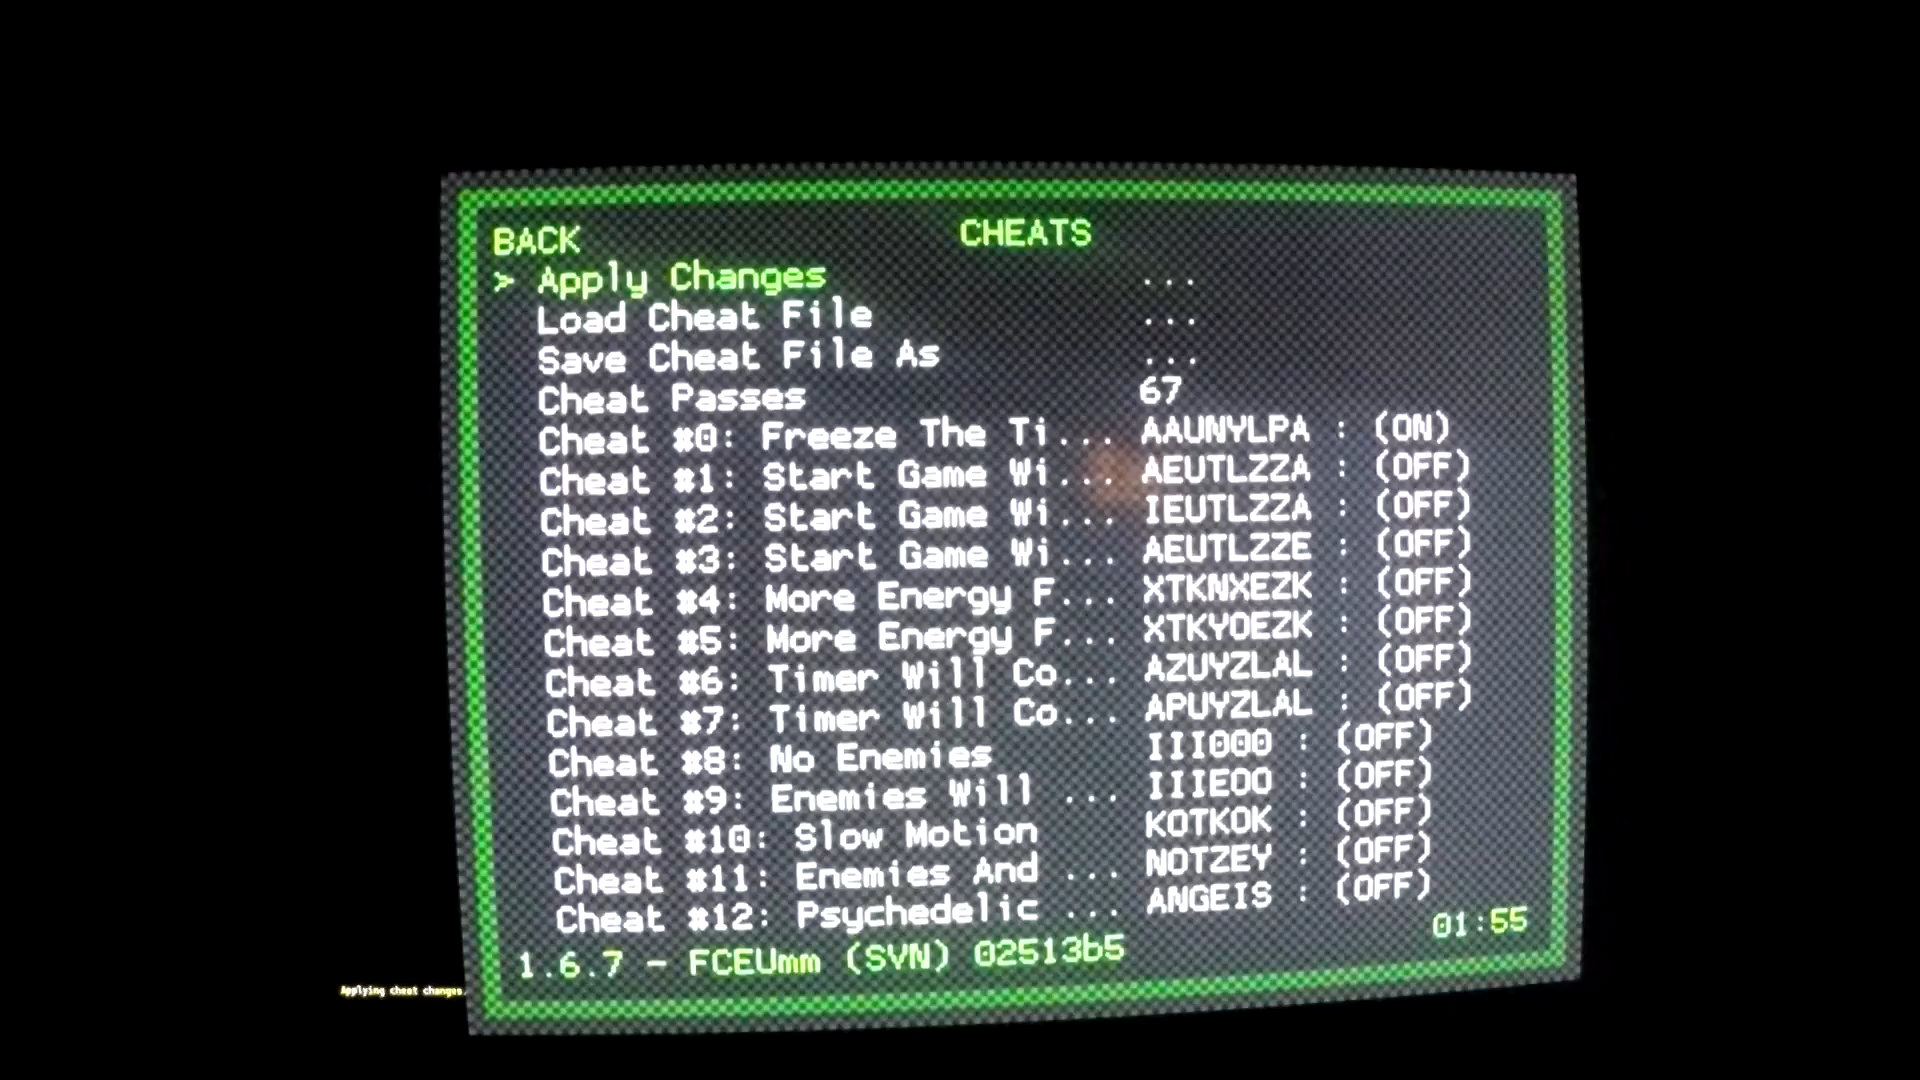 BACK
CHEATS
> Apply Changes ...
Load Cheat File ...
Save Cheat File As ...
Cheat Passes 67
Cheat #0: Freeze The Ti... AAUNYLPA : (ON)
Cheat #1: Start Game Wi... AEUTLZZA : (OFF)
Cheat #2: Start Game Wi... IEUTLZZA : (OFF)
Cheat #3: Start Game Wi... AEUTLZZE : (OFF)
Cheat #4: More Energy F... XTKNXEZK : (OFF)
Cheat #5: More Energy F... XTKYOEZK : (OFF)
Cheat #6: Timer Will Co... AZUYZLAL : (OFF)
Cheat #7: Timer Will Co... APUYZLAL : (OFF)
Cheat #8: No Enemies III000 : (OFF)
Cheat #9: Enemies Will ... IIIEOO : (OFF)
Cheat #10: Slow Motion KOTKOK : (OFF)
Cheat #11: Enemies And ... NOTZEY : (OFF)
Cheat #12: Psychedelic ... ANGEIS : (OFF)
01:55
1.6.7 - FCEUmm (SVN) 02513b5
Applying cheat changes.